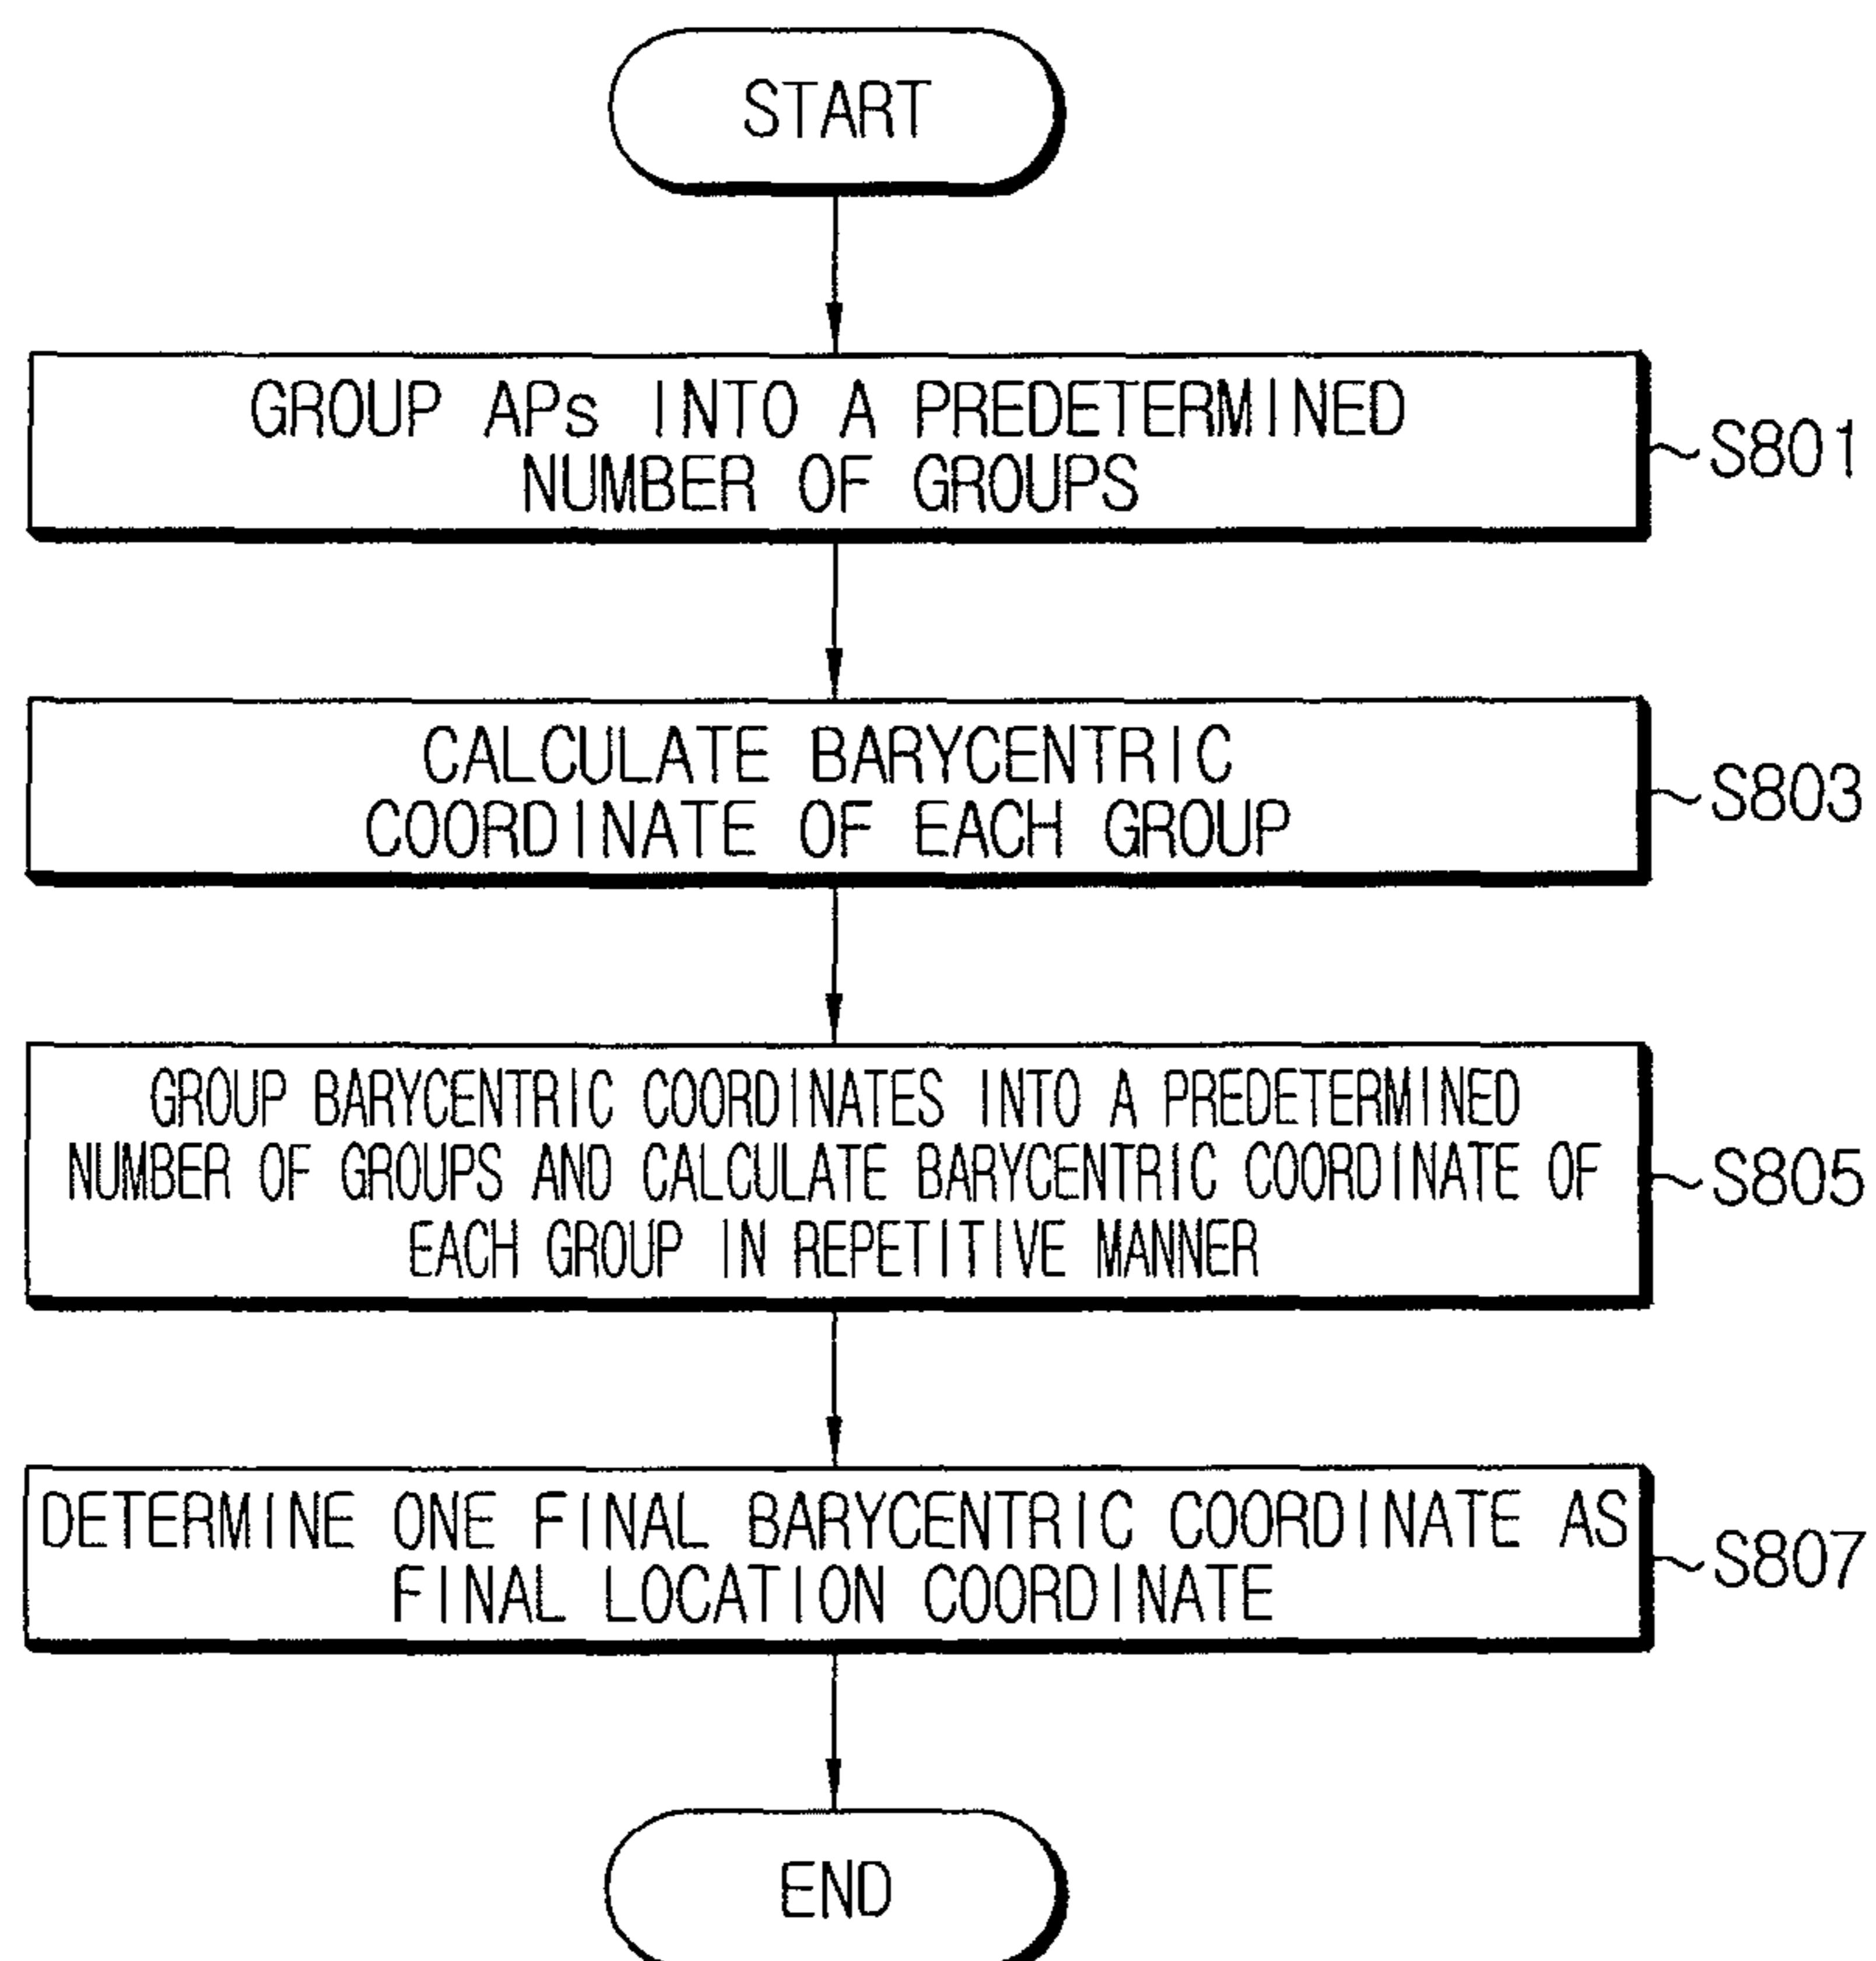 START
GROUP APs INTO A PREDETERMINED
NUMBER OF GROUPS
S801
CALCULATE BARYCENTRIC
COORDINATE OF EACH GROUP
S803
GROUP BARYCENTRIC COORDINATES INTO A PREDETERMINED
NUMBER OF GROUPS AND CALCULATE BARYCENTRIC COORDINATE OF
EACH GROUP IN REPETITIVE MANNER
S805
DETERMINE ONE FINAL BARYCENTRIC COORDINATE AS
FINAL LOCATION COORDINATE
S807
END